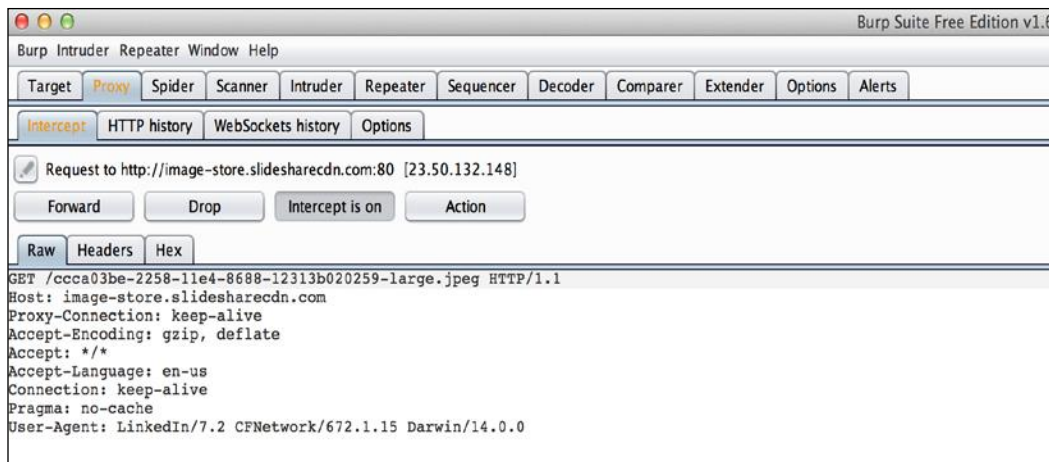 Burp Suite Free Edition v1.6
Burp Intruder Repeater Window Help
Target Proxy Spider Scanner Intruder Repeater Sequencer Decoder Comparer Extender Options Alerts
Intercept HTTP history WebSockets history Options
Request to http://image-store.slidesharecdn.com:80 [23.50.132.148]
Forward Drop Intercept is on Action
Raw Headers Hex
GET /ccca03be-2258-11e4-8688-12313b020259-large.jpeg HTTP/1.1
Host: image-store.slidesharecdn.com
Proxy-Connection: keep-alive
Accept-Encoding: gzip, deflate
Accept: */*
Accept-Language: en-us
Connection: keep-alive
Pragma: no-cache
User-Agent: LinkedIn/7.2 CFNetwork/672.1.15 Darwin/14.0.0